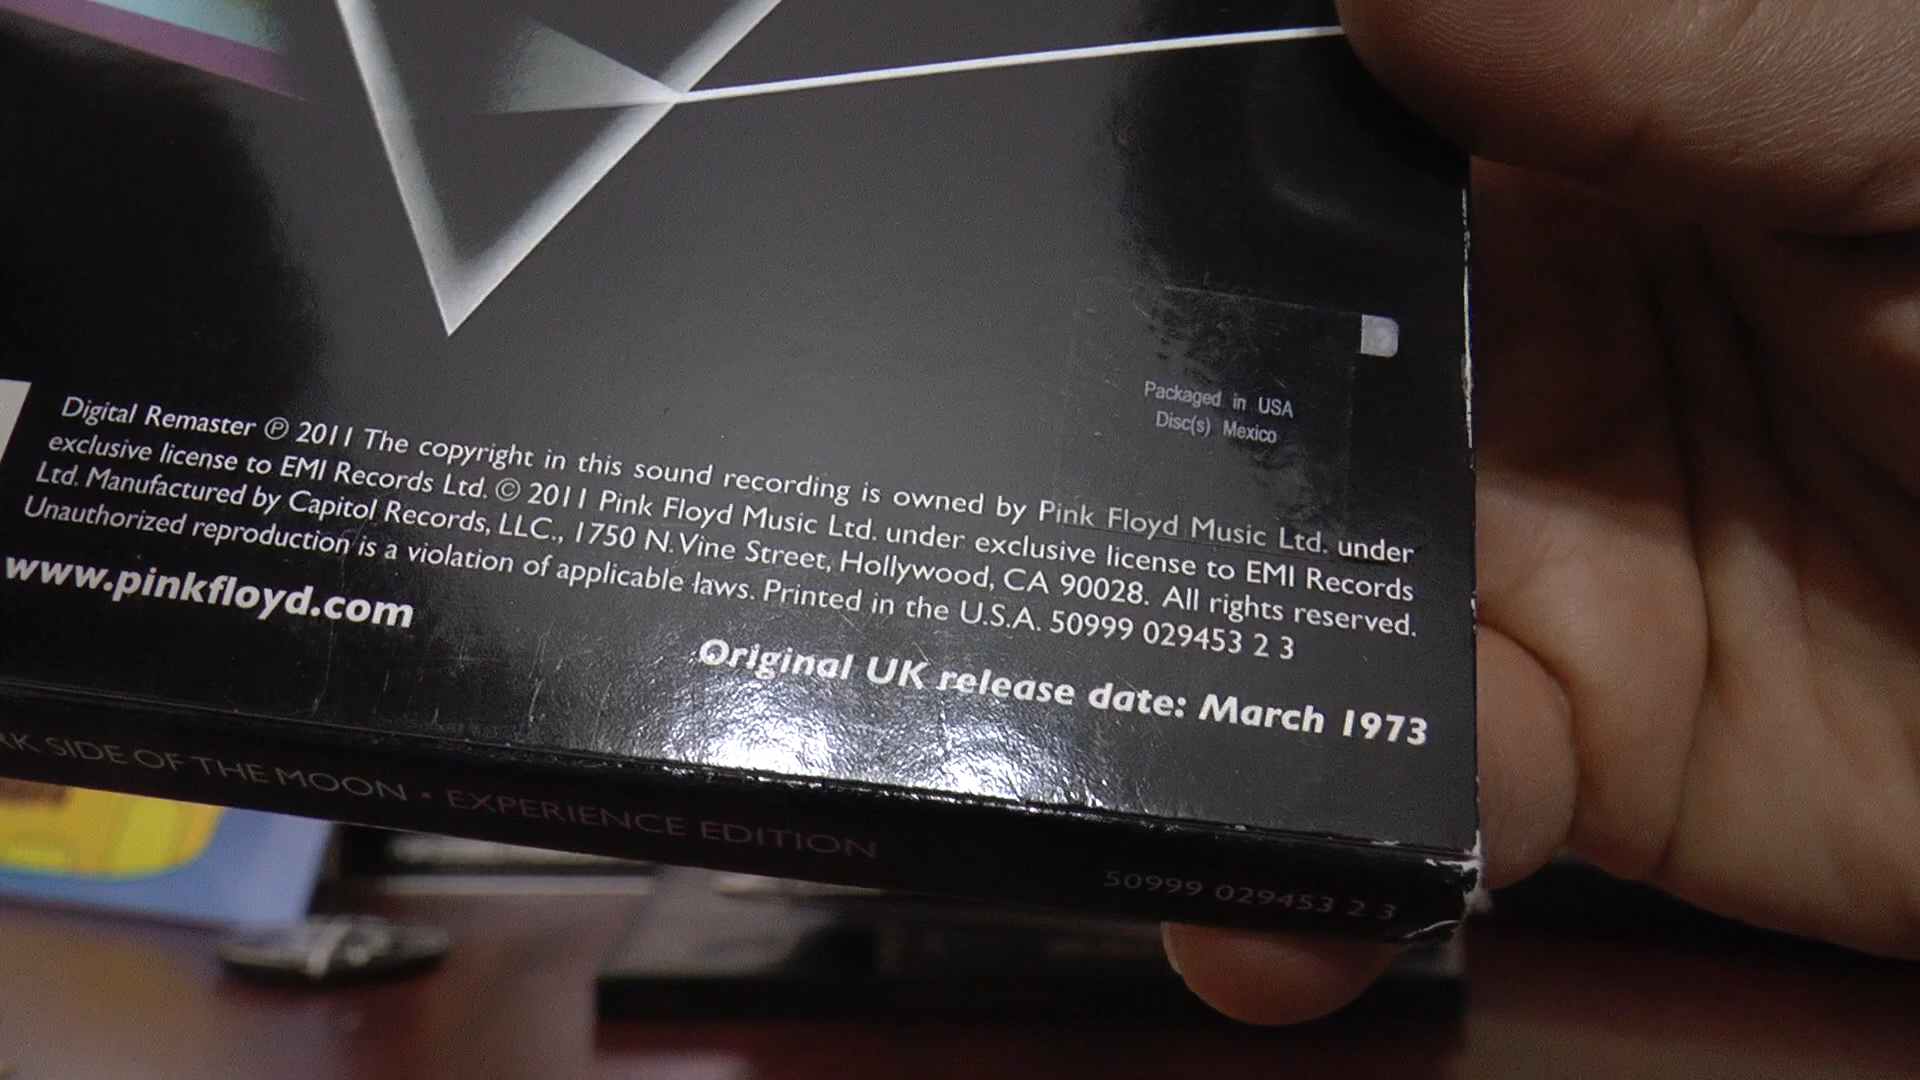 Packaged in USA
Disc(s) Mexico
Digital Remaster ℗ 2011 The copyright in this sound recording is owned by Pink Floyd Music Ltd. under
exclusive license to EMI Records Ltd. © 2011 Pink Floyd Music Ltd. under exclusive license to EMI Records
Ltd. Manufactured by Capitol Records, LLC., 1750 N. Vine Street, Hollywood, CA 90028. All rights reserved.
Unauthorized reproduction is a violation of applicable laws. Printed in the U.S.A. 50999 029453 2 3
www.pinkfloyd.com
Original UK release date: March 1973
RK SIDE OF THE MOON • EXPERIENCE EDITION
50999 029453 2 3